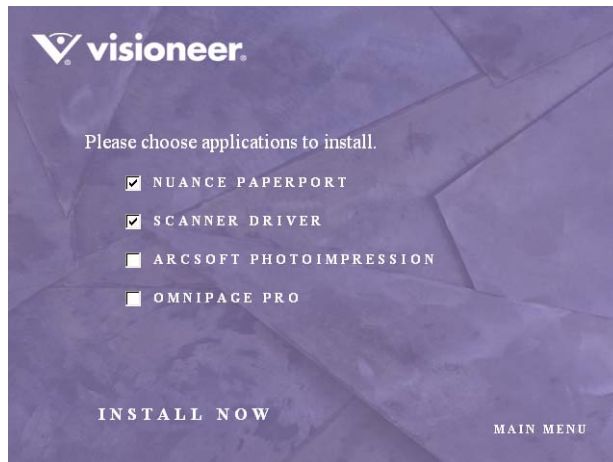 visioneer®
Please choose applications to install.
NUANCE PAPERPORT
SCANNER DRIVER
ARCSOFT PHOTOIMPRESSION
OMNIPAGE PRO
INSTALL NOW
MAIN MENU